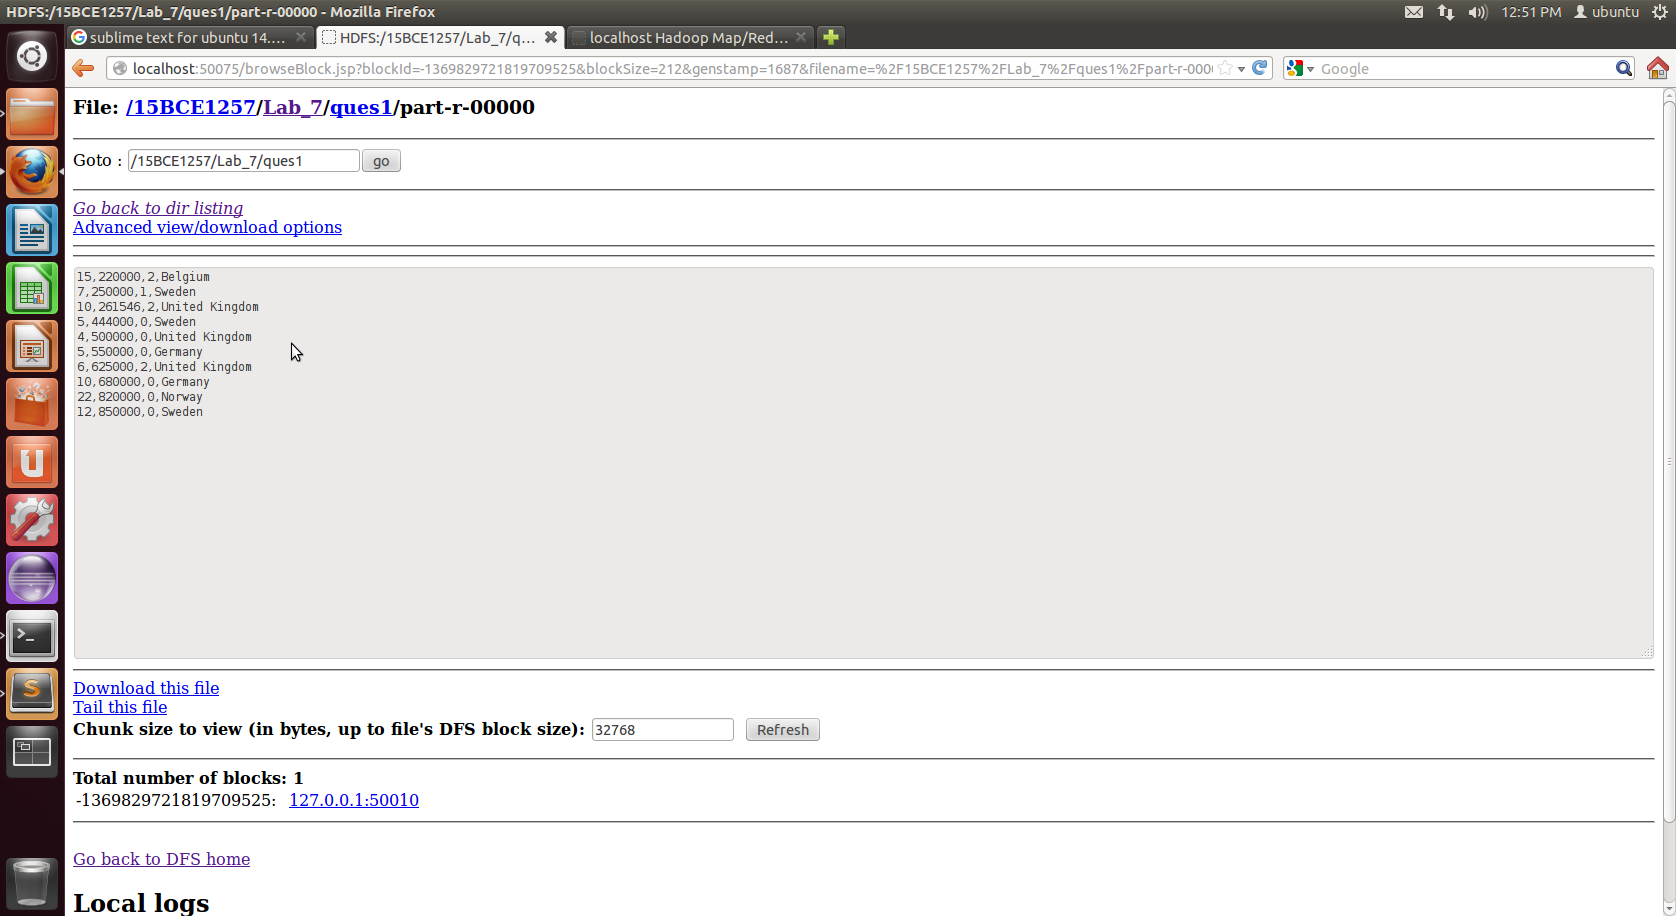 HDFS:/15BCE1257/Lab_7/ques1/part-r-00000 - Mozilla Firefox
12:51 PM ubuntu
sublime text for ubuntu 14....
HDFS:/15BCE1257/Lab_7/q...
localhost Hadoop Map/Red...
localhost:50075/browseBlock.jsp?blockId=-1369829721819709525&blockSize=212&genstamp=1687&filename=%2F15BCE1257%2FLab_7%2Fques1%2Fpart-r-000
Google
File: /15BCE1257/Lab_7/ques1/part-r-00000
Goto : /15BCE1257/Lab_7/ques1 go
Go back to dir listing
Advanced view/download options
15,220000,2,Belgium
7,250000,1,Sweden
10,261546,2,United Kingdom
5,444000,0,Sweden
4,500000,0,United Kingdom
5,550000,0,Germany
6,625000,2,United Kingdom
10,680000,0,Germany
22,820000,0,Norway
12,850000,0,Sweden
Download this file
Tail this file
Chunk size to view (in bytes, up to file's DFS block size): 32768 Refresh
Total number of blocks: 1
-1369829721819709525: 127.0.0.1:50010
Go back to DFS home
Local logs